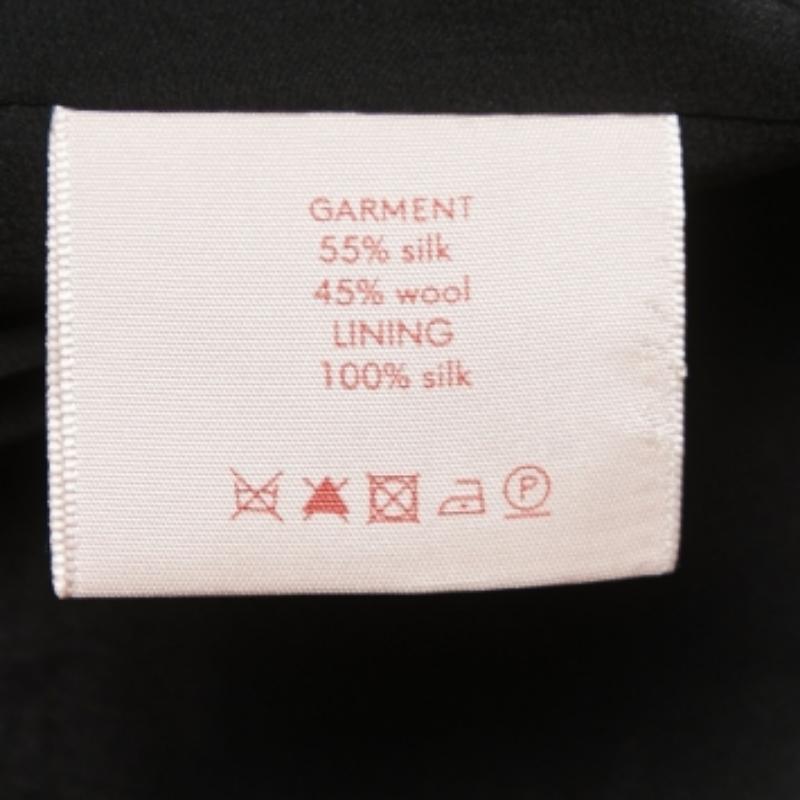 GARMENT
55% silk
45% wool
LINING
100% silk
P